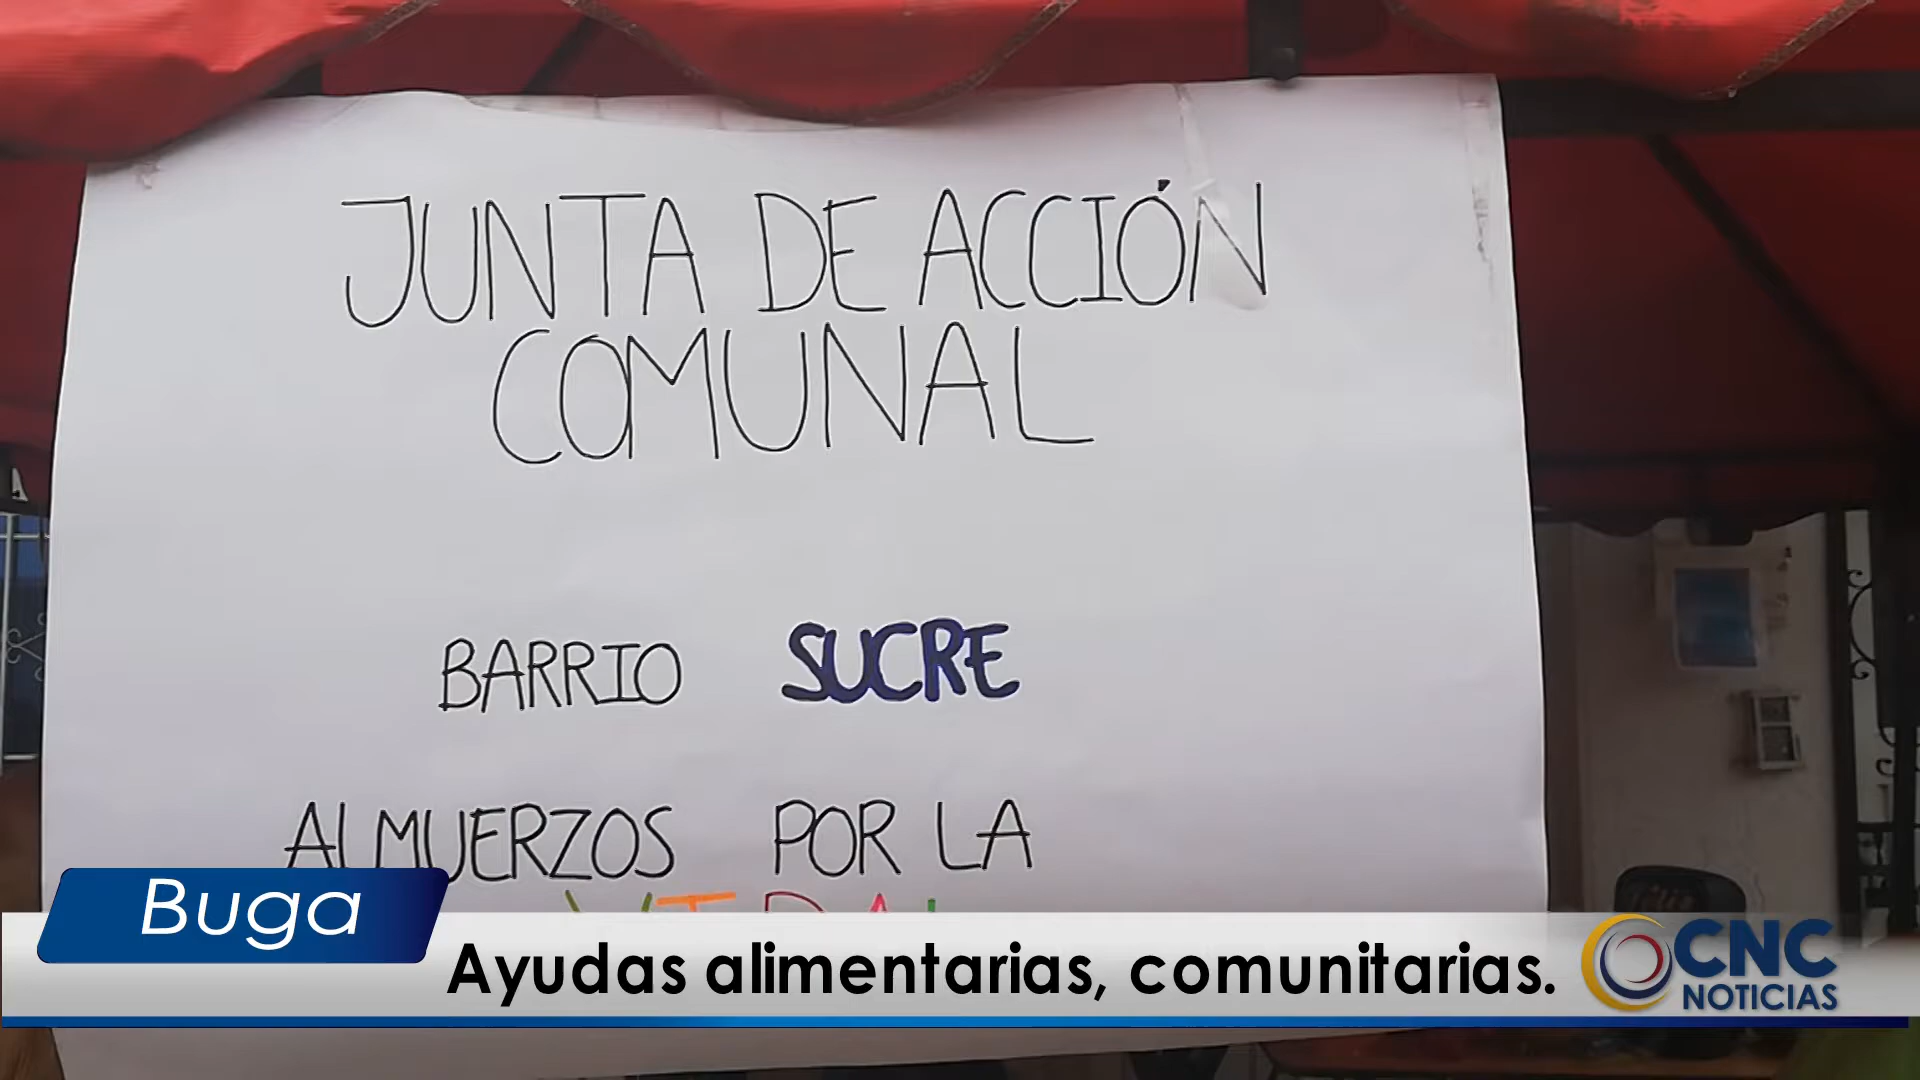 JUNTA DE ACCIÓN
COMUNAL
BARRIO SUCRE
ALMUERZOS POR LA
Buga
Ayudas alimentarias, comunitarias.
CNC
NOTICIAS